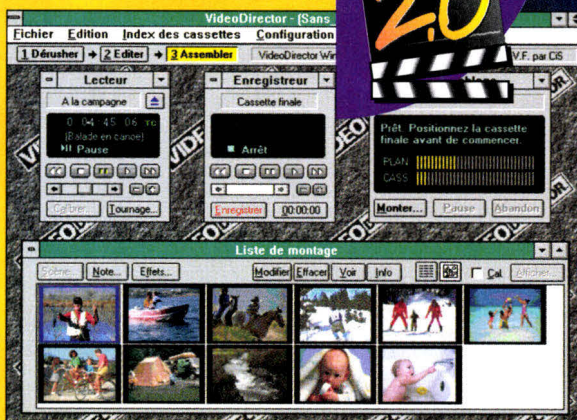 VideoDirector - (Sans
2.0
Fichier Edition Index des cassettes Configuration
1 Dérusher → 2 Editer → 3 Assembler VideoDirector Win V.F. par CiS
Lecteur
A la campagne
0 04 45 06
(Balade en canoë)
Pause
Calibrer... Tournage...
Enregistreur
Cassette finale
Arrêt
Enregistrer 00:00:00
Prêt. Positionnez la cassette
finale avant de commencer.
PLAN
CASS
Monter... Pause Abandon
Liste de montage
Scène... Note... Effets... Modifier Effacer Voir Info Cal. Afficher...